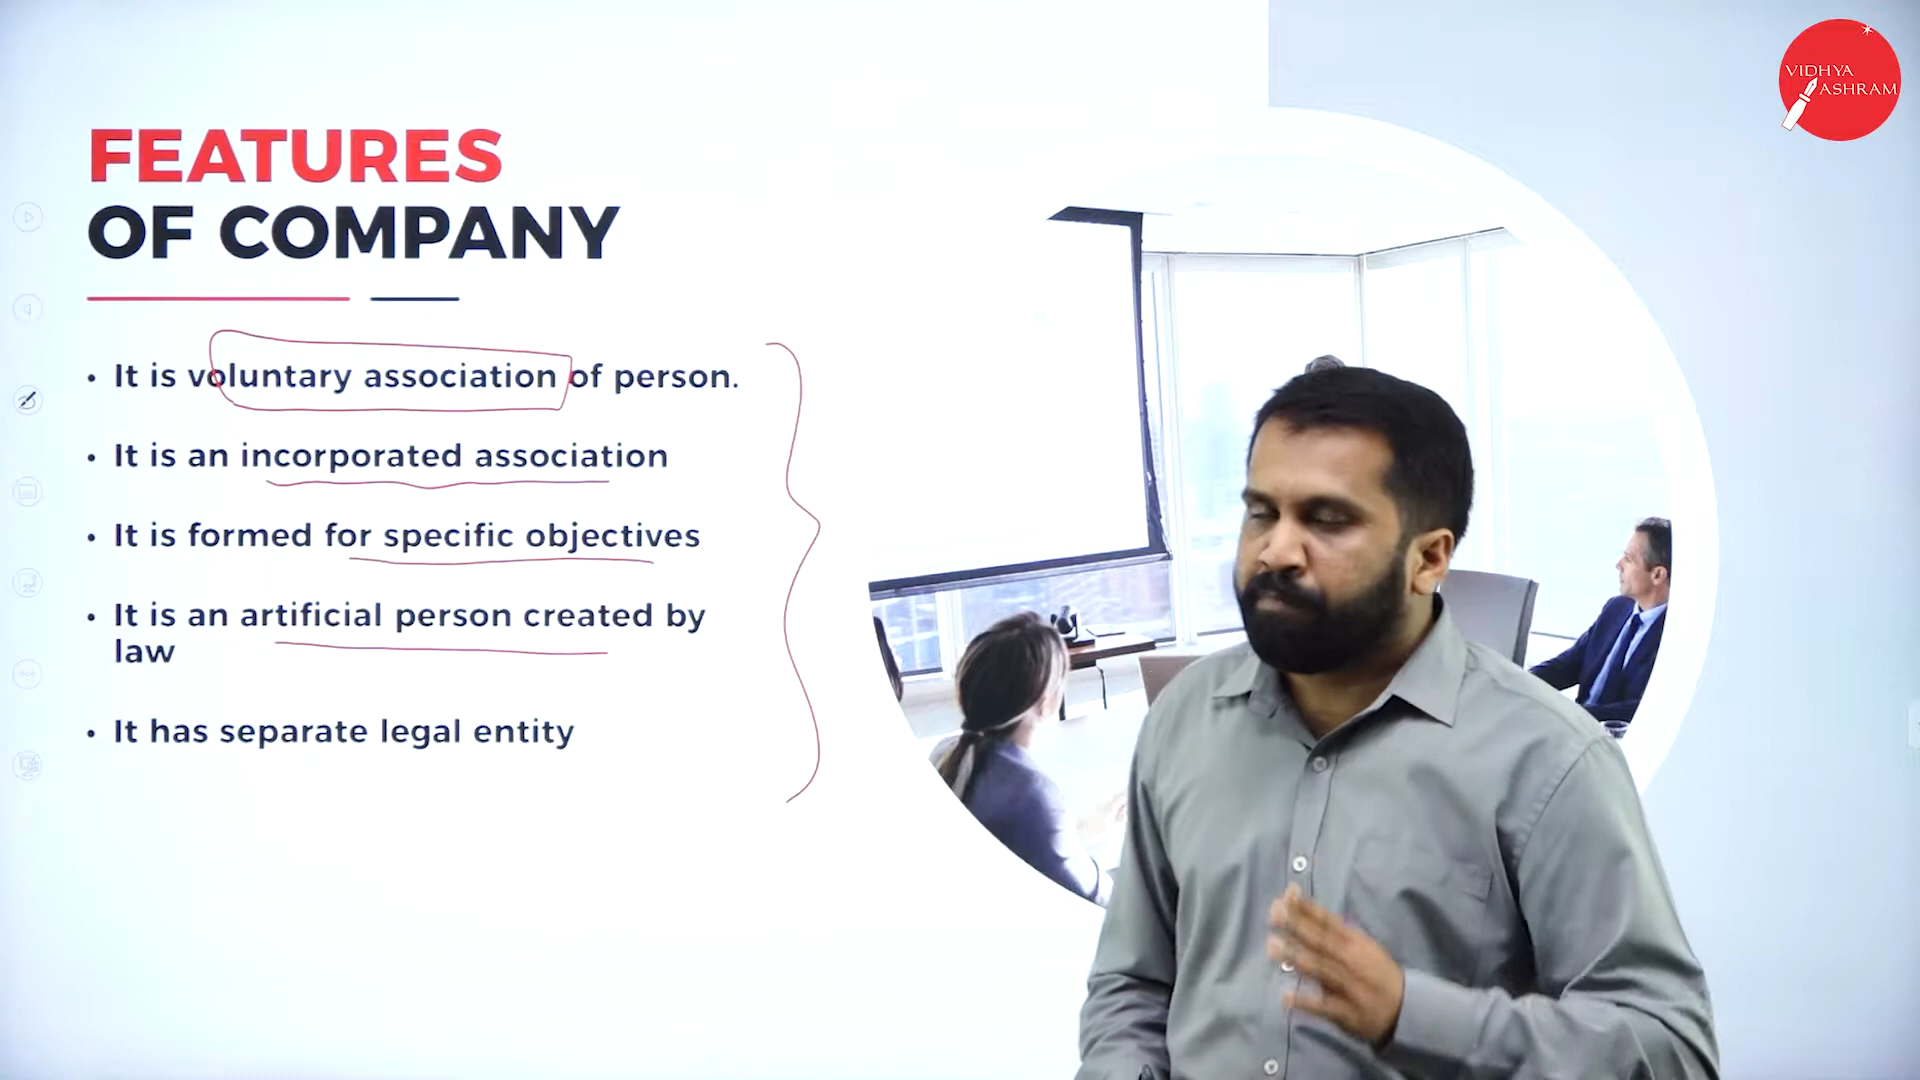 VIDHYA
ASHRAM
FEATURES
OF COMPANY
• It is voluntary association of person.
• It is an incorporated association
• It is formed for specific objectives
• It is an artificial person created by
law
• It has separate legal entity